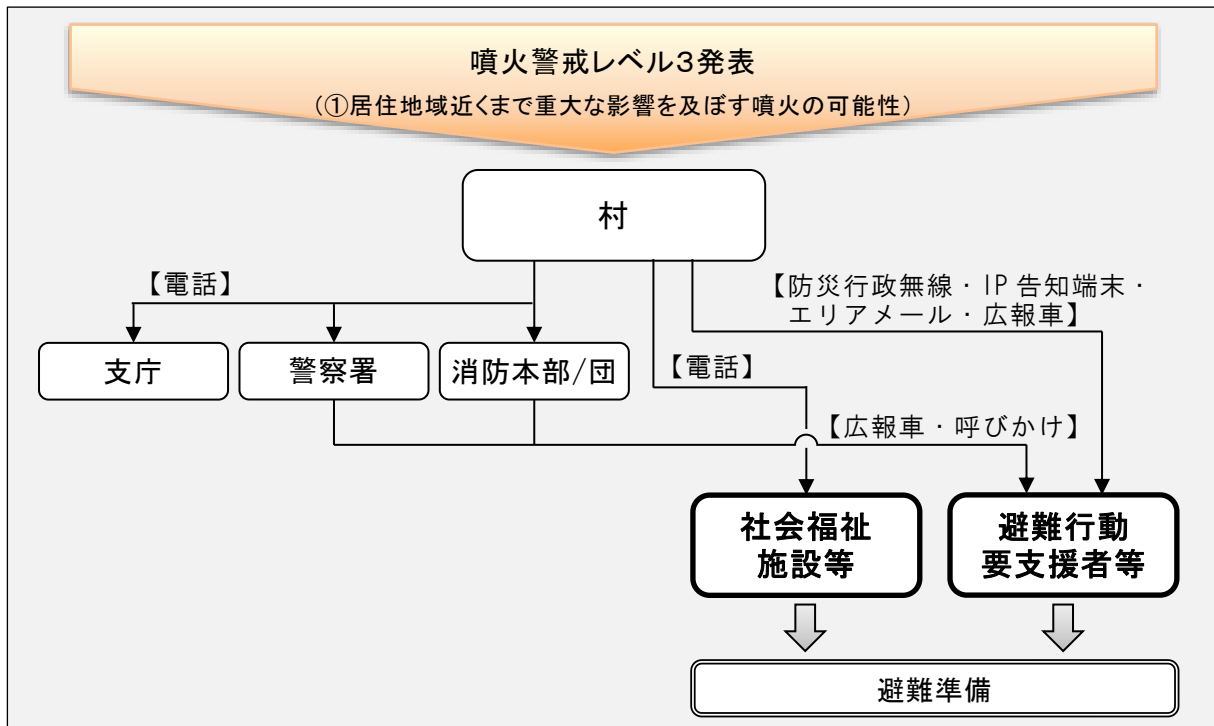 噴火警戒レベル3発表
(①居住地域近くまで重大な影響を及ぼす噴火の可能性)
村
【電話】
【防災行政無線・IP告知端末・
エリアメール・広報車】
支庁
警察署
消防本部/団
【電話】
【広報車・呼びかけ】
社会福祉
施設等
避難行動
要支援者等
避難準備